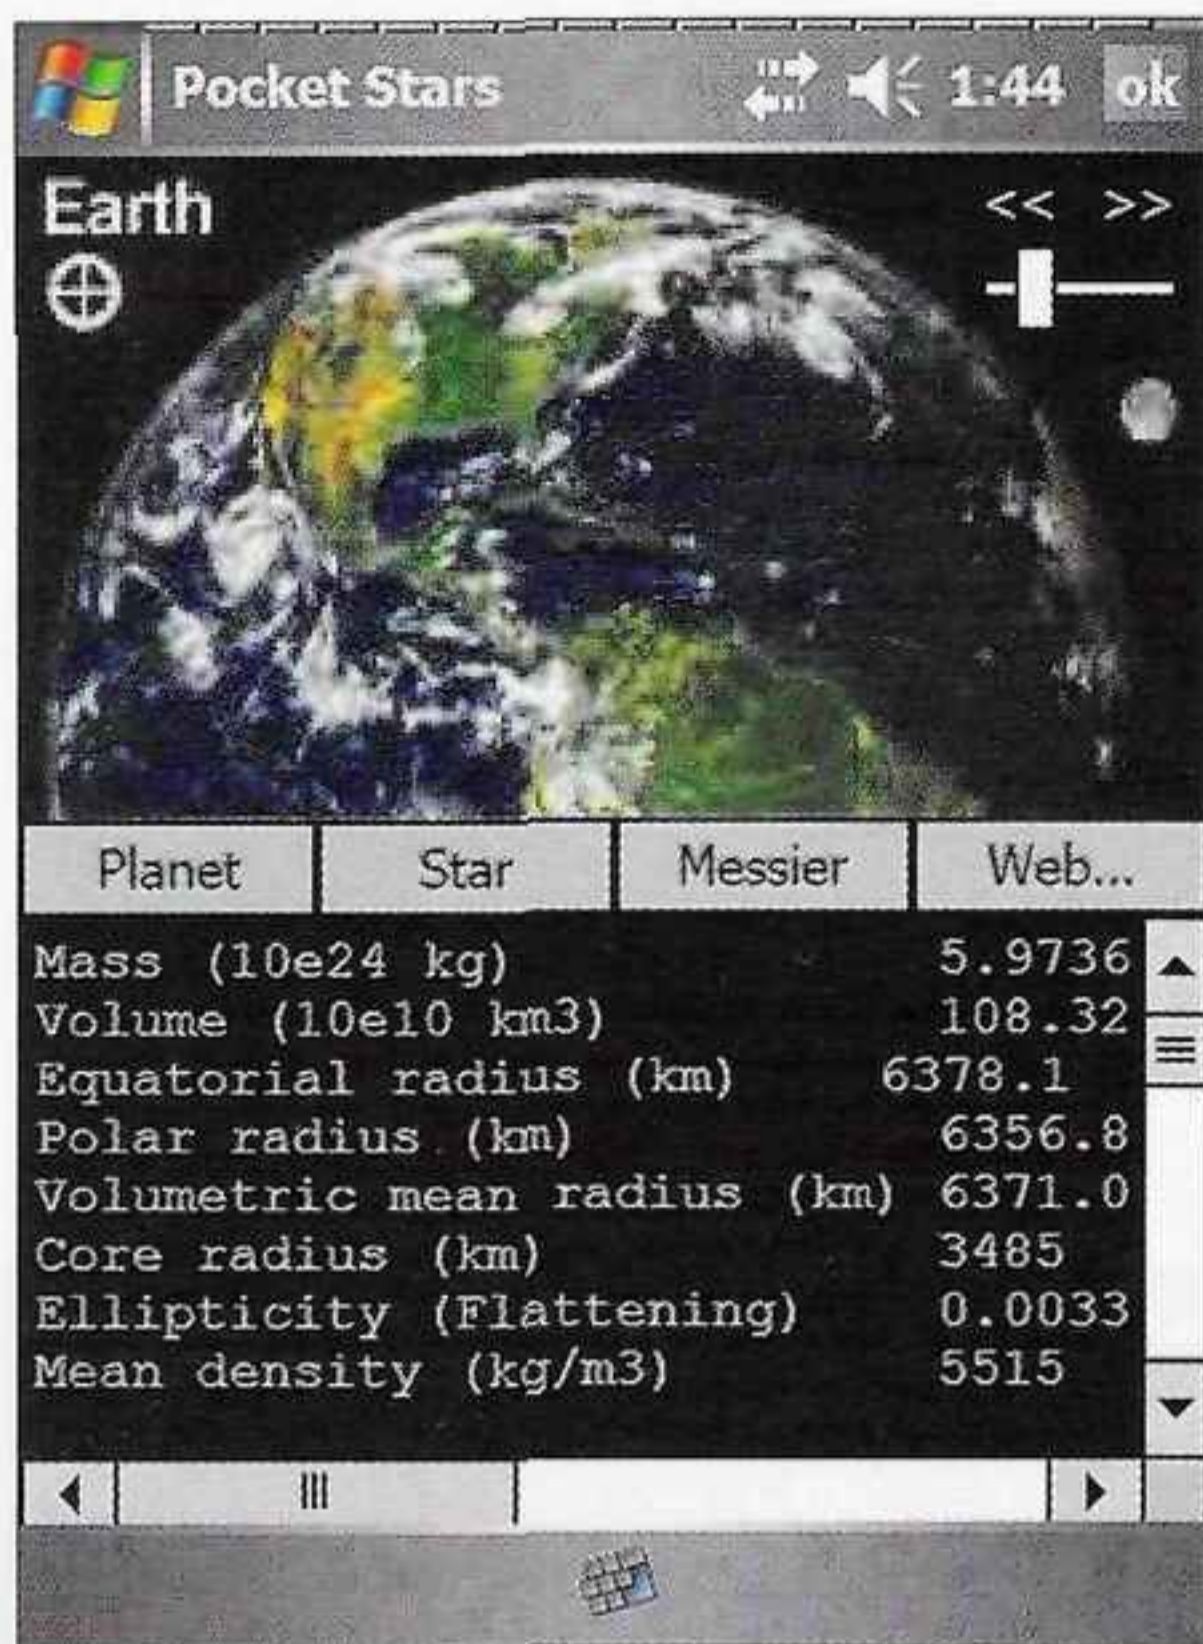 Pocket Stars 1:44 ok
Earth << >>
Planet Star Messier Web...
Mass (10e24 kg) 5.9736
Volume (10e10 km3) 108.32
Equatorial radius (km) 6378.1
Polar radius (km) 6356.8
Volumetric mean radius (km) 6371.0
Core radius (km) 3485
Ellipticity (Flattening) 0.0033
Mean density (kg/m3) 5515